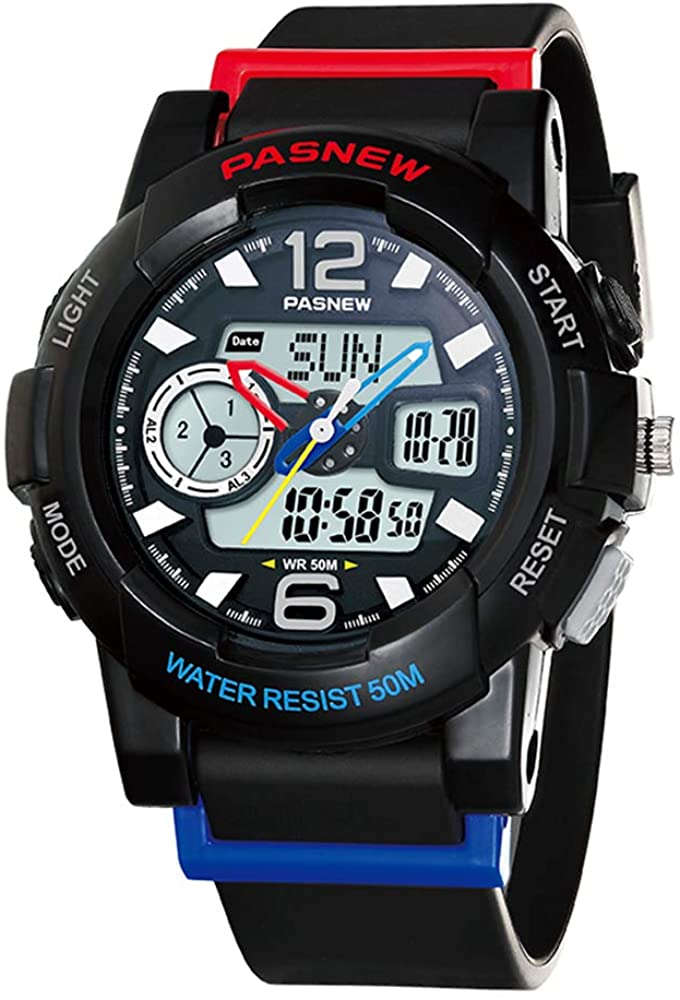 PASNEW
LIGHT
START
12
PASNEW
Date
SUN
AL2
1
2
3
AL3
10-28
10:58 50
WR 50M
6
MODE
RESET
WATER RESIST 50M